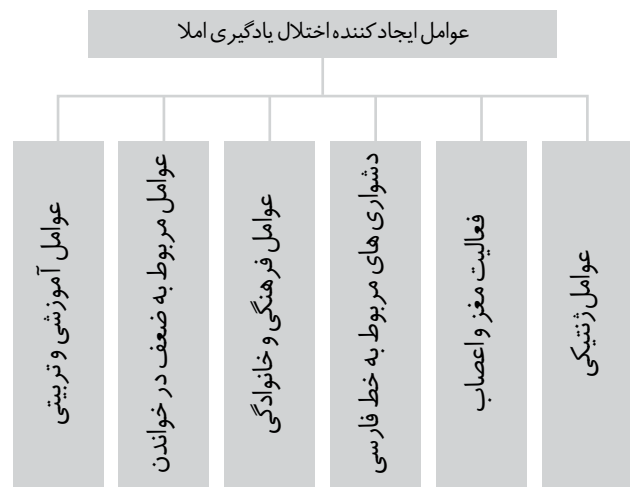 عوامل ایجاد کننده اختلال یادگیری املا
عوامل ژنتیکی
فعالیت مغز و اعصاب
دشواری های مربوط به خط فارسی
عوامل فرهنگی و خانوادگی
عوامل مربوط به ضعف در خواندن
عوامل آموزشی و تربیتی